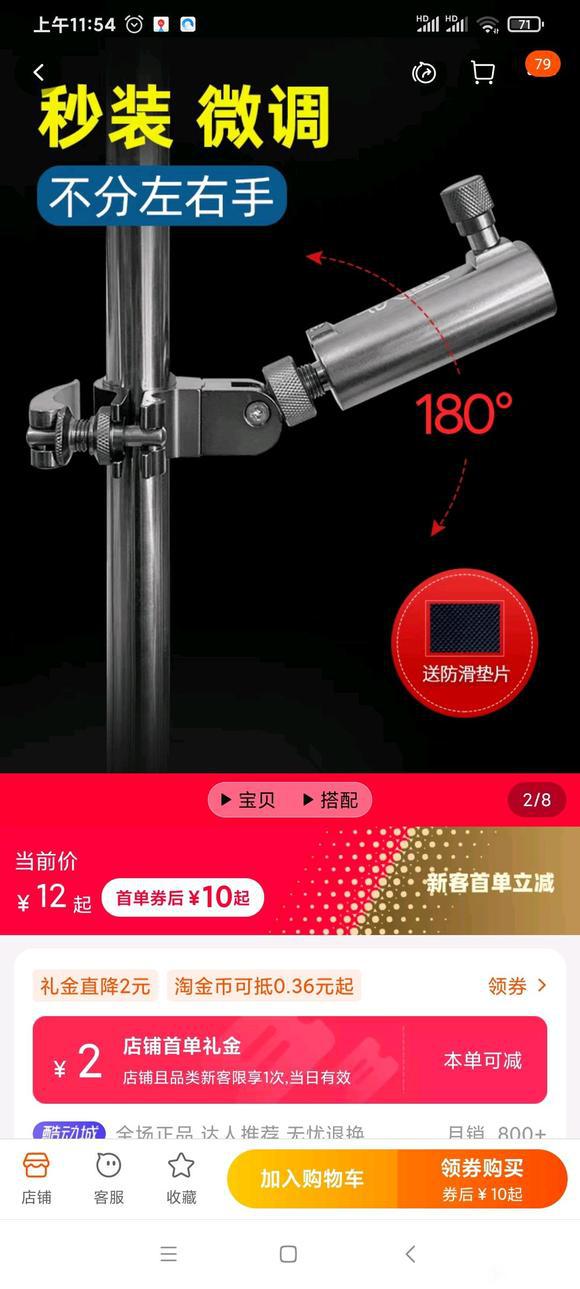 上午11:54
HD HD 71
79
秒装 微调
不分左右手
180°
送防滑垫片
宝贝 搭配 2/8
当前价
¥12起 首单券后¥10起
新客首单立减
礼金直降2元 淘金币可抵0.36元起 领券
¥2 店铺首单礼金 本单可减
店铺且品类新客限享1次,当日有效
酷动城 全场正品 达人推荐 无忧退换 月销 800+
店铺 客服 收藏 加入购物车 领券购买
券后¥10起